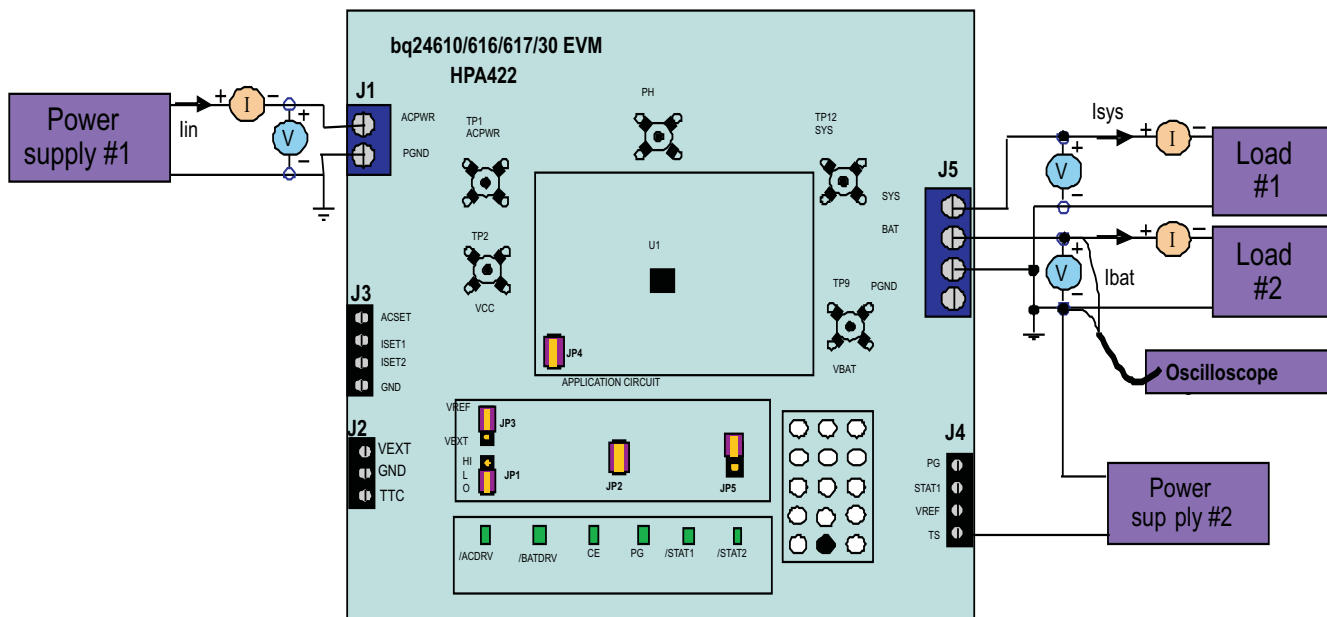 bq24610/616/617/30 EVM
HPA422
J1
Power
supply #1
+
I
−
Iin
+
V
−
ACPWR
PGND
TP1
ACPWR
PH
TP12
SYS
TP2
VCC
U1
SYS
BAT
J5
TP9
PGND
VBAT
Isys
+
I
−
+
V
−
Load
#1
+
I
−
Ibat
+
V
−
Load
#2
Oscilloscope
J3
ACSET
ISET1
ISET2
GND
JP4
APPLICATION CIRCUIT
J2
VEXT
GND
TTC
VREF
JP3
VEXT
HI
L
O
JP1
JP2
JP5
J4
PG
STAT1
VREF
TS
Power
sup ply #2
/ACDRV
/BATDRV
CE
PG
/STAT1
/STAT2